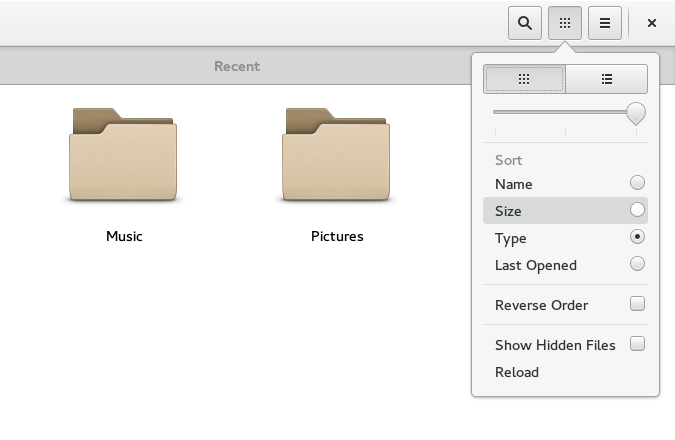 Recent
Music
Pictures
Sort
Name
Size
Type
Last Opened
Reverse Order
Show Hidden Files
Reload